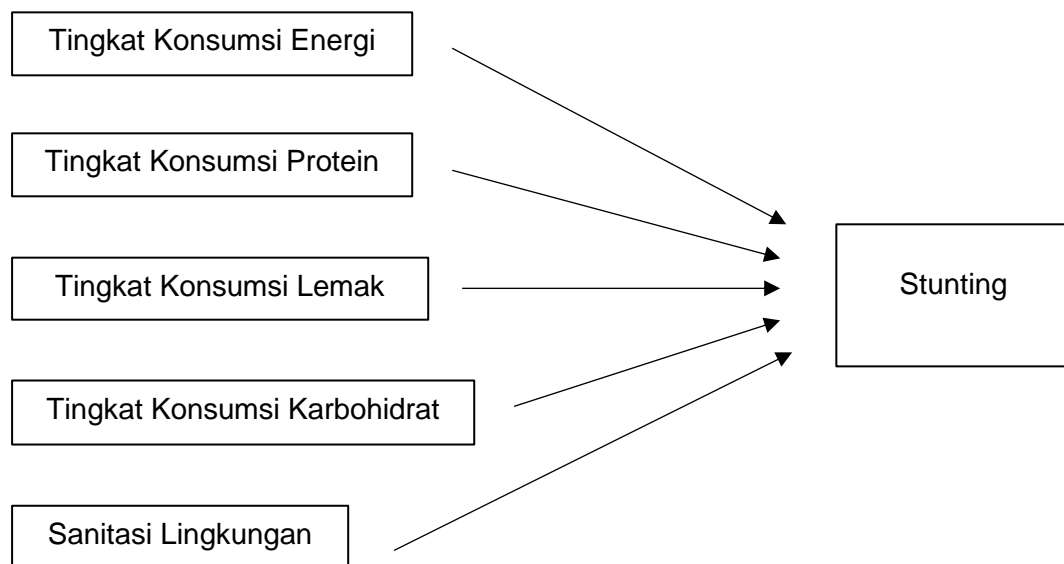 Tingkat Konsumsi Energi
Tingkat Konsumsi Protein
Tingkat Konsumsi Lemak
Stunting
Tingkat Konsumsi Karbohidrat
Sanitasi Lingkungan